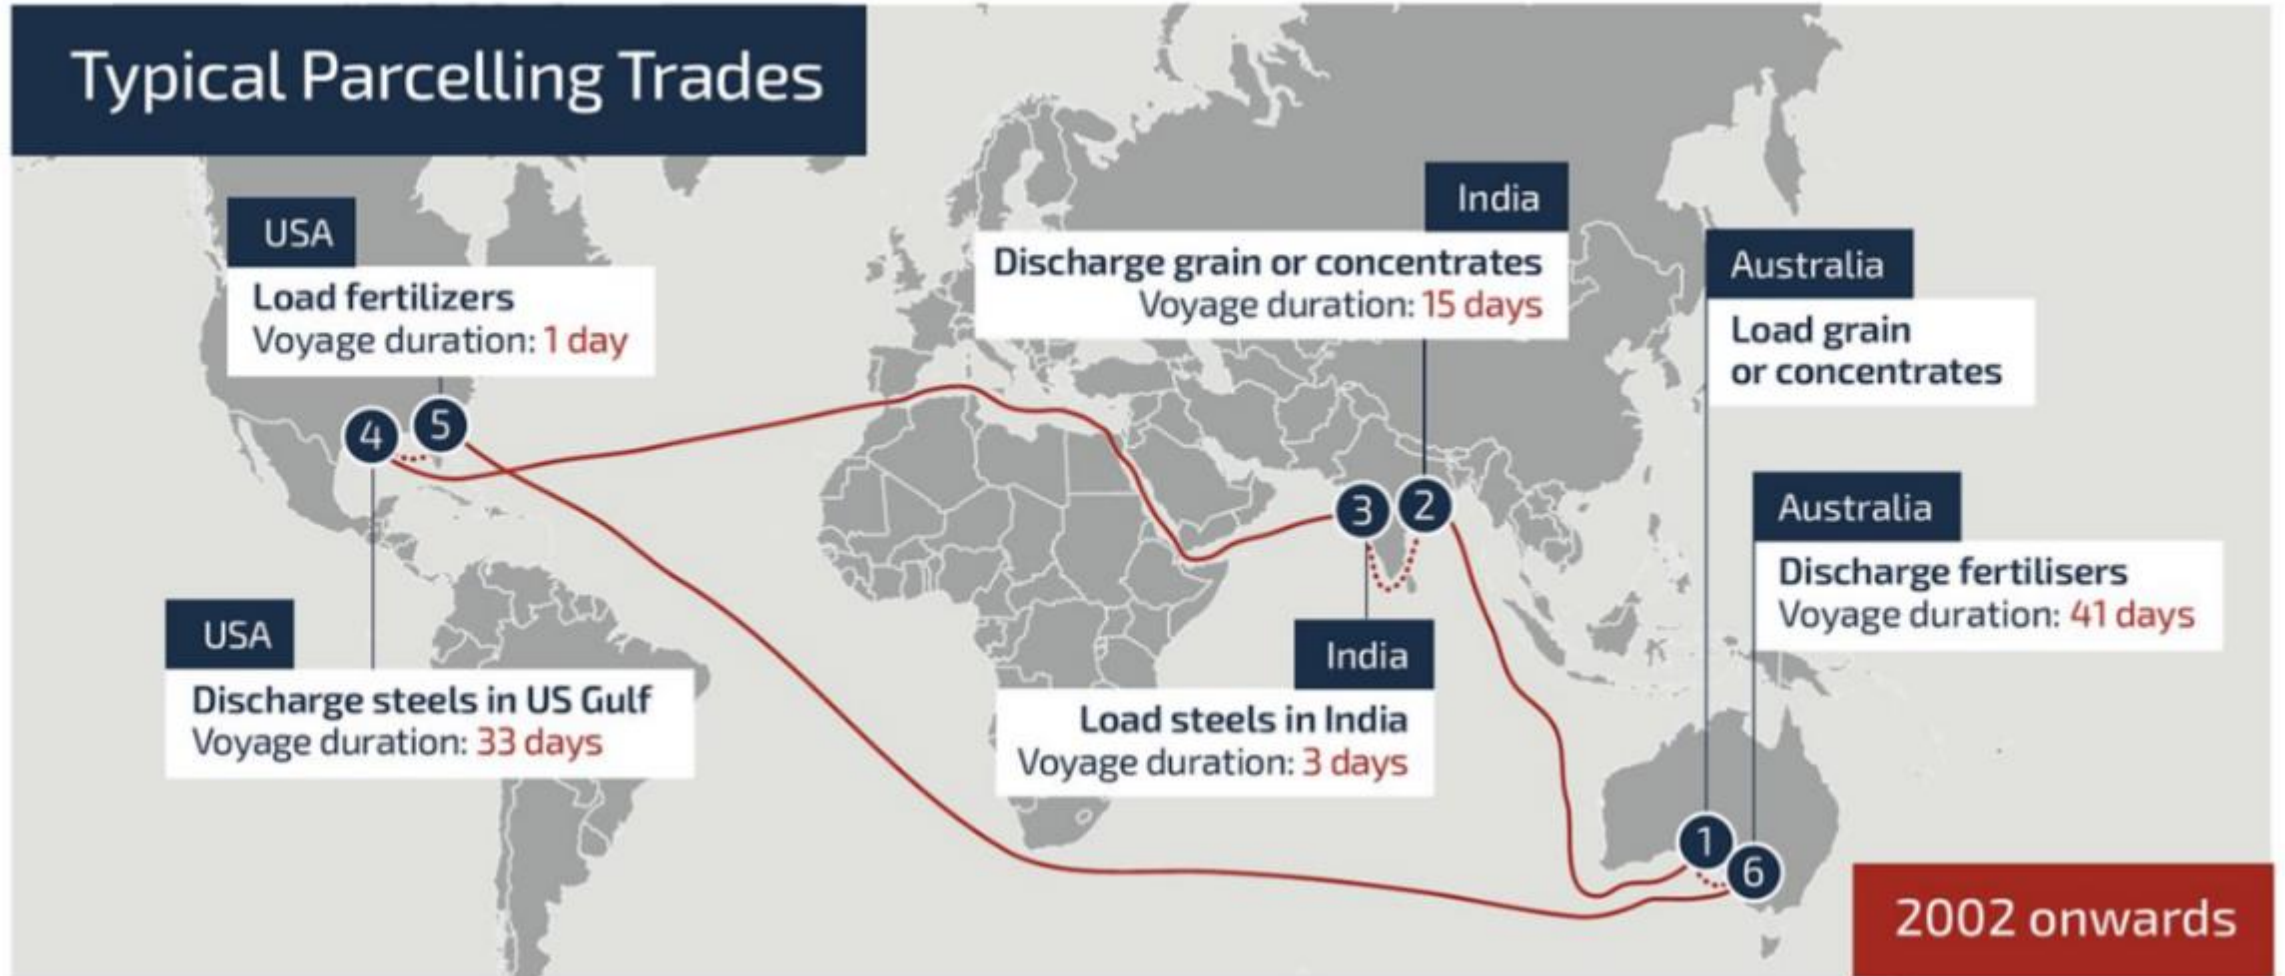 Typical Parcelling Trades
USA
Load fertilizers
Voyage duration: 1 day
India
Discharge grain or concentrates
Voyage duration: 15 days
Australia
Load grain
or concentrates
4
5
3
2
Australia
Discharge fertilisers
Voyage duration: 41 days
USA
Discharge steels in US Gulf
Voyage duration: 33 days
India
Load steels in India
Voyage duration: 3 days
1
6
2002 onwards